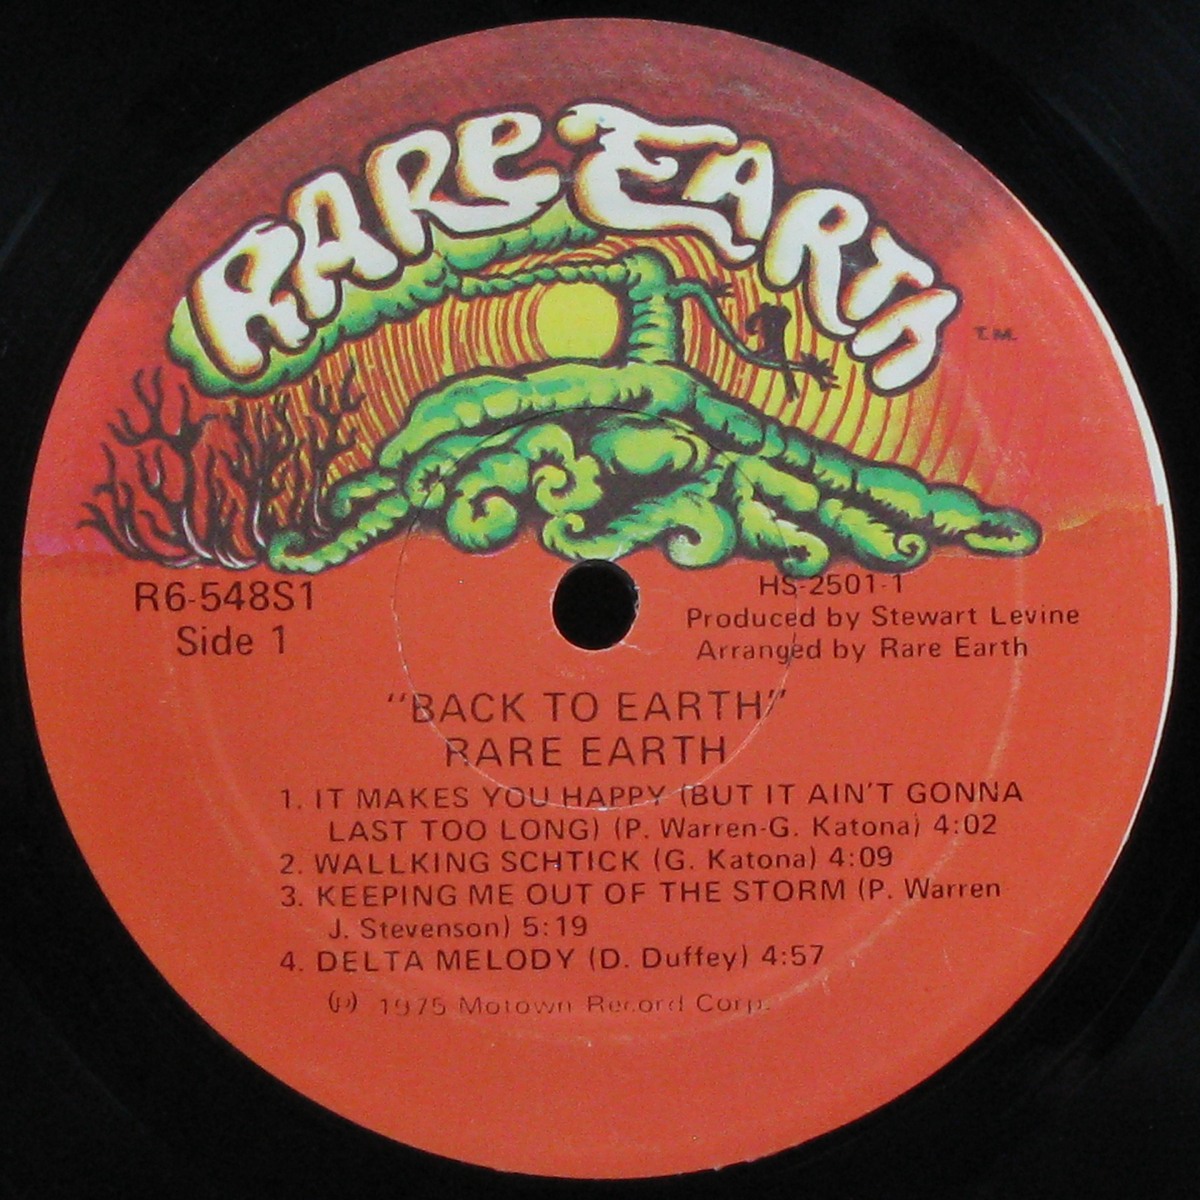 RARE EARTH
T.M.
R6-548S1
Side 1
HS-2501-1
Produced by Stewart Levine
Arranged by Rare Earth
“BACK TO EARTH”
RARE EARTH
1. IT MAKES YOU HAPPY (BUT IT AIN'T GONNA
LAST TOO LONG) (P. Warren-G. Katona) 4:02
2. WALLKING SCHTICK (G. Katona) 4:09
3. KEEPING ME OUT OF THE STORM (P. Warren
J. Stevenson) 5:19
4. DELTA MELODY (D. Duffey) 4:57
(P) 1975 Motown Record Corp.